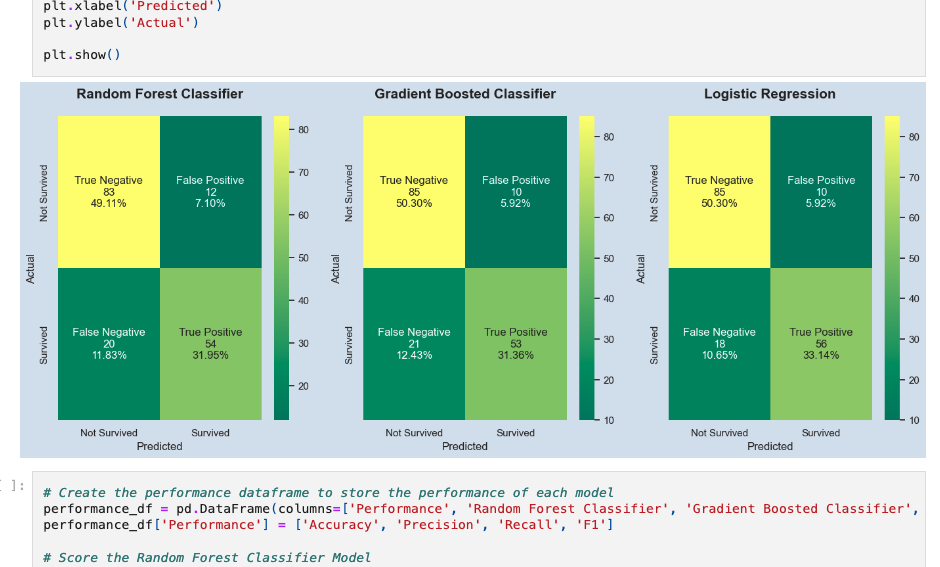 plt.xlabel('Predicted')
plt.ylabel('Actual')
plt.show()
Random Forest Classifier
Not Survived
Survived
Actual
True Negative
83
49.11%
False Positive
12
7.10%
False Negative
20
11.83%
True Positive
54
31.95%
80
70
60
50
40
30
20
Not Survived
Survived
Predicted
Gradient Boosted Classifier
Not Survived
Survived
Actual
True Negative
85
50.30%
False Positive
10
5.92%
False Negative
21
12.43%
True Positive
53
31.36%
80
70
60
50
40
30
20
10
Not Survived
Survived
Predicted
Logistic Regression
Not Survived
Survived
Actual
True Negative
85
50.30%
False Positive
10
5.92%
False Negative
18
10.65%
True Positive
56
33.14%
80
70
60
50
40
30
20
10
Not Survived
Survived
Predicted
[ ]:
# Create the performance dataframe to store the performance of each model
performance_df = pd.DataFrame(columns=['Performance', 'Random Forest Classifier', 'Gradient Boosted Classifier',
performance_df['Performance'] = ['Accuracy', 'Precision', 'Recall', 'F1']
# Score the Random Forest Classifier Model